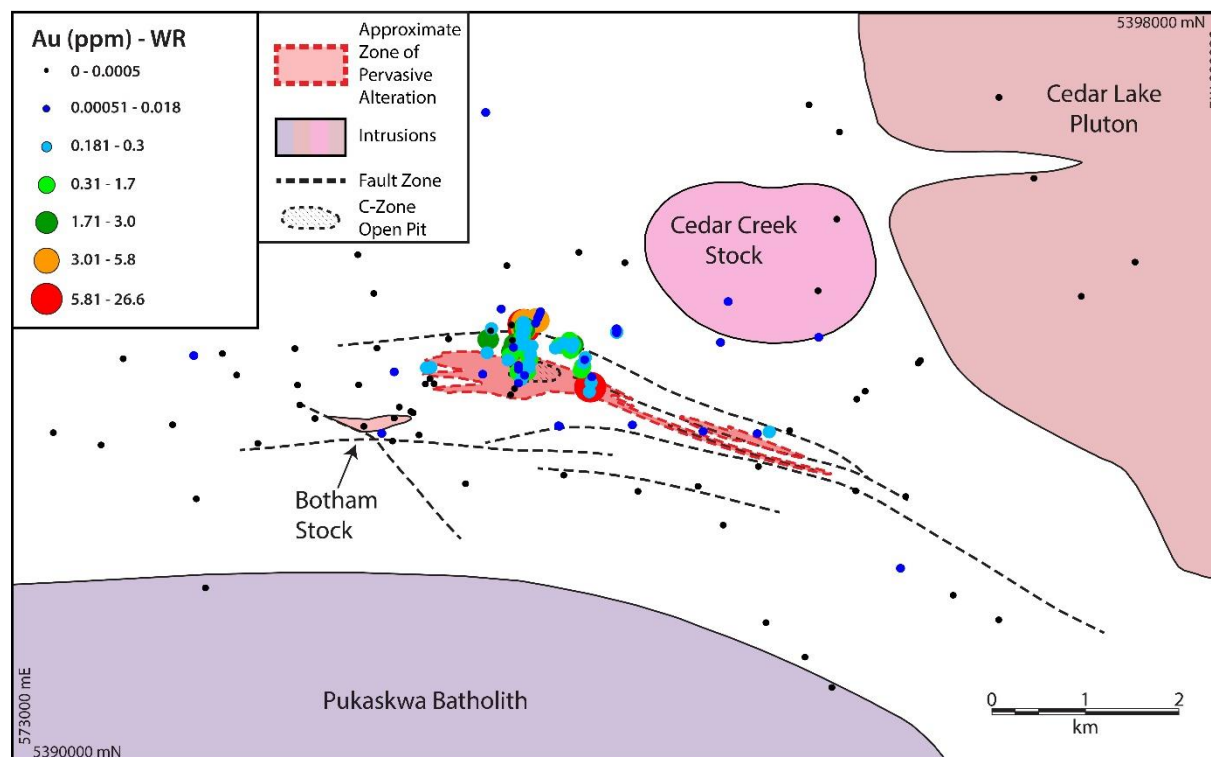 Au (ppm) - WR
0 - 0.0005
0.00051 - 0.018
0.181 - 0.3
0.31 - 1.7
1.71 - 3.0
3.01 - 5.8
5.81 - 26.6
Approximate
Zone of
Pervasive
Alteration
Intrusions
Fault Zone
C-Zone
Open Pit
5398000 mN
Cedar Lake
Pluton
Cedar Creek
Stock
Botham
Stock
Pukaskwa Batholith
573000 mE
5390000 mN
0 1 2
km